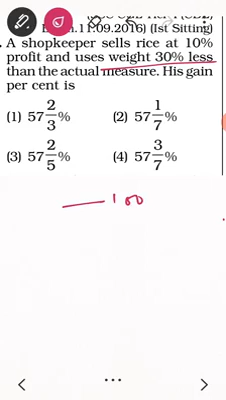 11.09.2016) (Ist Sitting)
A shopkeeper sells rice at 10%
profit and uses weight 30% less
than the actual measure. His gain
per cent is
(1) 57 2/3 % (2) 57 1/7 %
(3) 57 2/5 % (4) 57 3/7 %
100